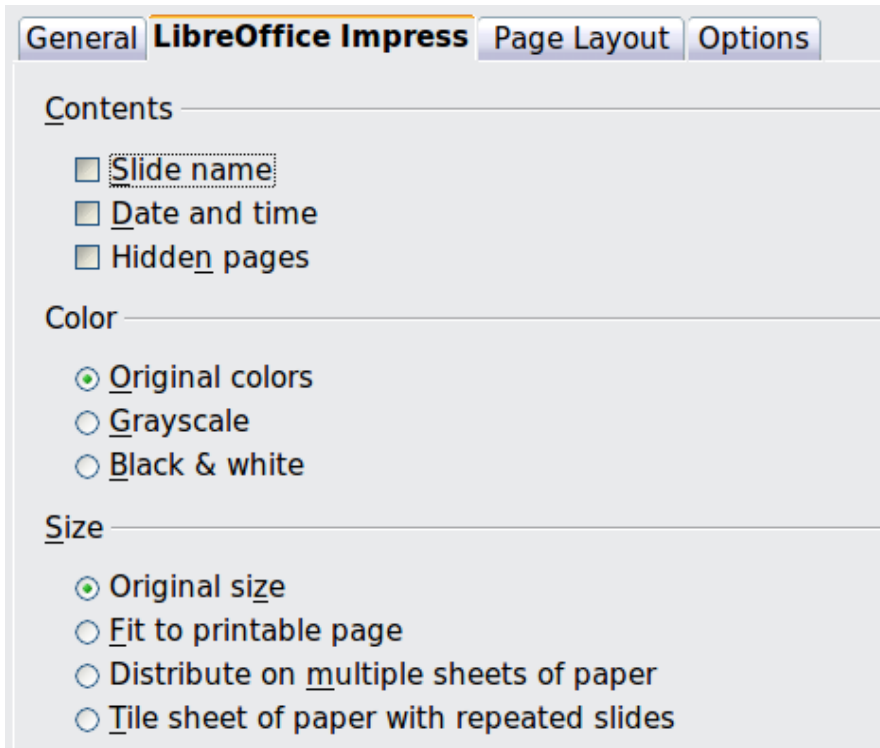 General LibreOffice Impress Page Layout Options
Contents
Slide name
Date and time
Hidden pages
Color
Original colors
Grayscale
Black & white
Size
Original size
Fit to printable page
Distribute on multiple sheets of paper
Tile sheet of paper with repeated slides